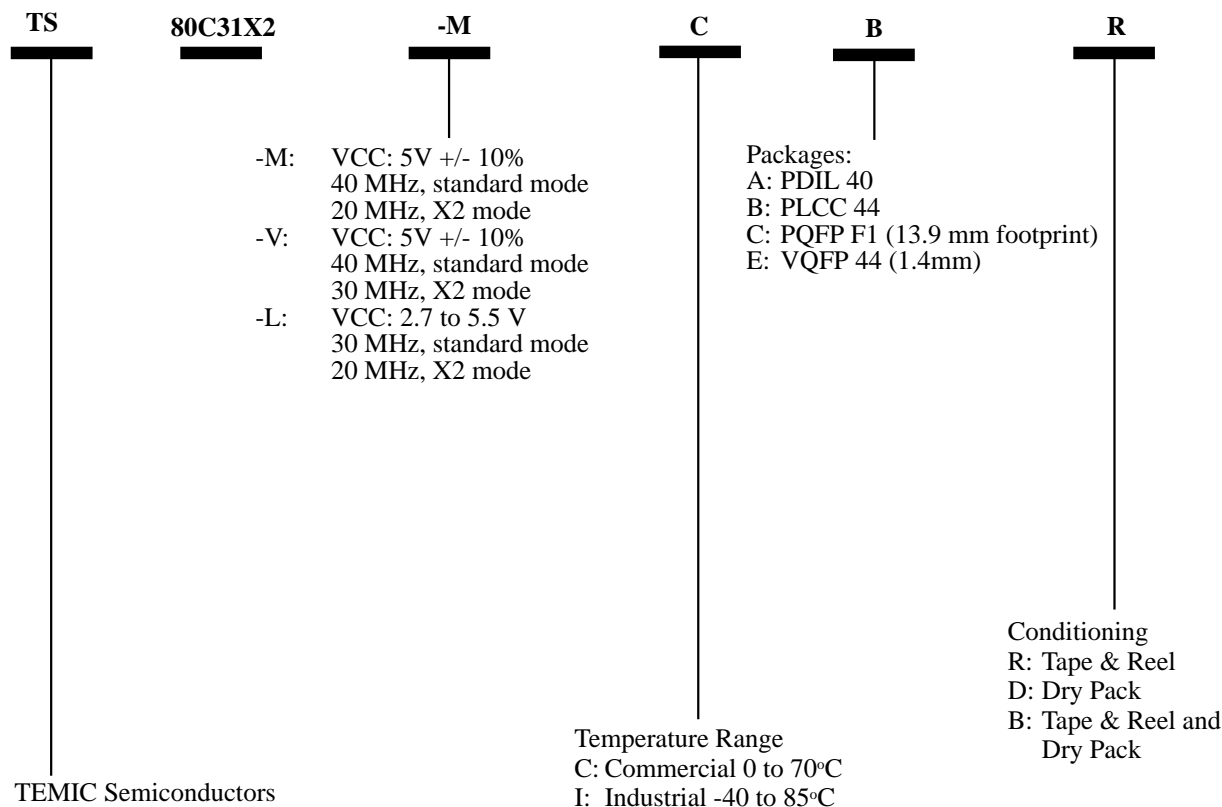 TS 80C31X2 -M C B R
-M: VCC: 5V +/- 10%
40 MHz, standard mode
20 MHz, X2 mode
-V: VCC: 5V +/- 10%
40 MHz, standard mode
30 MHz, X2 mode
-L: VCC: 2.7 to 5.5 V
30 MHz, standard mode
20 MHz, X2 mode
Packages:
A: PDIL 40
B: PLCC 44
C: PQFP F1 (13.9 mm footprint)
E: VQFP 44 (1.4mm)
Conditioning
R: Tape & Reel
D: Dry Pack
B: Tape & Reel and
Dry Pack
Temperature Range
C: Commercial 0 to 70°C
I: Industrial -40 to 85°C
TEMIC Semiconductors